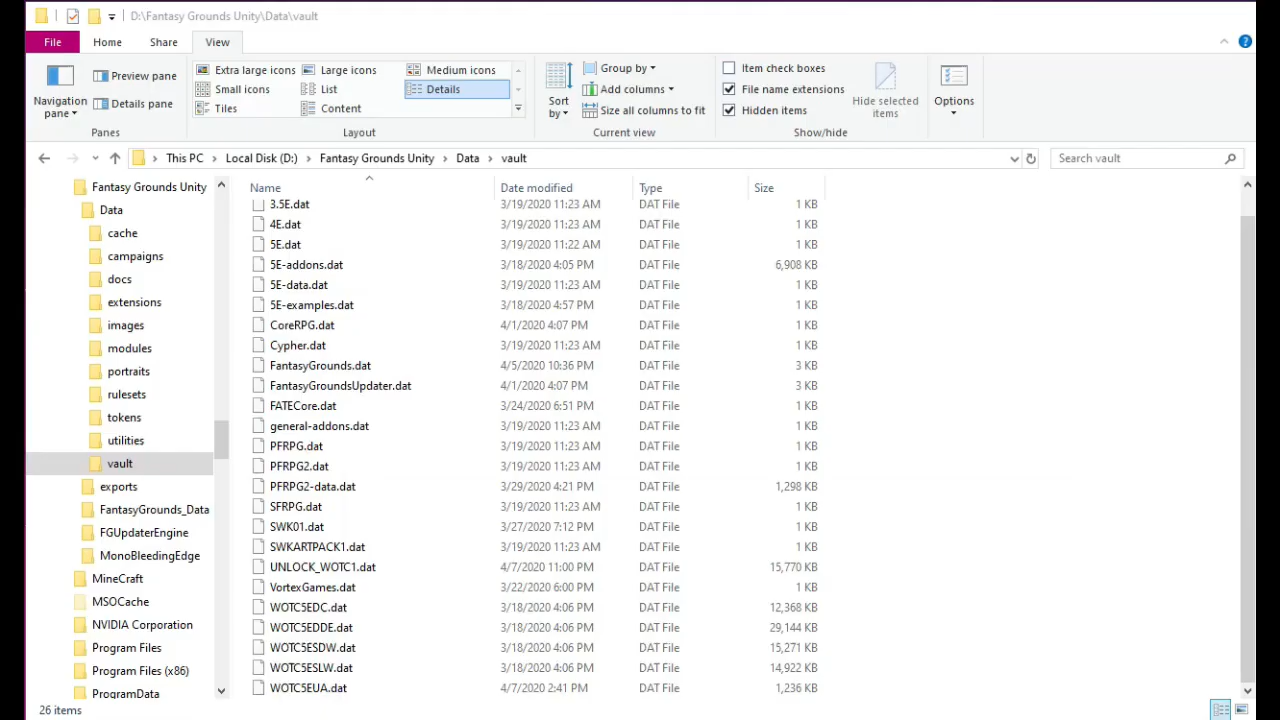 D:\Fantasy Grounds Unity\Data\vault
File Home Share View
Navigation pane
Preview pane
Details pane
Panes
Extra large icons Large icons Medium icons
Small icons List Details
Tiles Content
Layout
Sort by
Group by
Add columns
Size all columns to fit
Current view
Item check boxes
File name extensions
Hidden items
Hide selected items
Show/hide
Options
This PC > Local Disk (D:) > Fantasy Grounds Unity > Data > vault
Search vault
Fantasy Grounds Unity
Data
cache
campaigns
docs
extensions
images
modules
portraits
rulesets
tokens
utilities
vault
exports
FantasyGrounds_Data
FGUpdaterEngine
MonoBleedingEdge
MineCraft
MSOCache
NVIDIA Corporation
Program Files
Program Files (x86)
ProgramData
Name Date modified Type Size
3.5E.dat 3/19/2020 11:23 AM DAT File 1 KB
4E.dat 3/19/2020 11:23 AM DAT File 1 KB
5E.dat 3/19/2020 11:22 AM DAT File 1 KB
5E-addons.dat 3/18/2020 4:05 PM DAT File 6,908 KB
5E-data.dat 3/19/2020 11:23 AM DAT File 1 KB
5E-examples.dat 3/18/2020 4:57 PM DAT File 1 KB
CoreRPG.dat 4/1/2020 4:07 PM DAT File 1 KB
Cypher.dat 3/19/2020 11:23 AM DAT File 1 KB
FantasyGrounds.dat 4/5/2020 10:36 PM DAT File 3 KB
FantasyGroundsUpdater.dat 4/1/2020 4:07 PM DAT File 3 KB
FATECore.dat 3/24/2020 6:51 PM DAT File 1 KB
general-addons.dat 3/19/2020 11:23 AM DAT File 1 KB
PFRPG.dat 3/19/2020 11:23 AM DAT File 1 KB
PFRPG2.dat 3/19/2020 11:23 AM DAT File 1 KB
PFRPG2-data.dat 3/29/2020 4:21 PM DAT File 1,298 KB
SFRPG.dat 3/19/2020 11:23 AM DAT File 1 KB
SWK01.dat 3/27/2020 7:12 PM DAT File 1 KB
SWKARTPACK1.dat 3/19/2020 11:23 AM DAT File 1 KB
UNLOCK_WOTC1.dat 4/7/2020 11:00 PM DAT File 15,770 KB
VortexGames.dat 3/22/2020 6:00 PM DAT File 1 KB
WOTC5EDC.dat 3/18/2020 4:06 PM DAT File 12,368 KB
WOTC5EDDE.dat 3/18/2020 4:06 PM DAT File 29,144 KB
WOTC5ESDW.dat 3/18/2020 4:06 PM DAT File 15,271 KB
WOTC5ESLW.dat 3/18/2020 4:06 PM DAT File 14,922 KB
WOTC5EUA.dat 4/7/2020 2:41 PM DAT File 1,236 KB
26 items